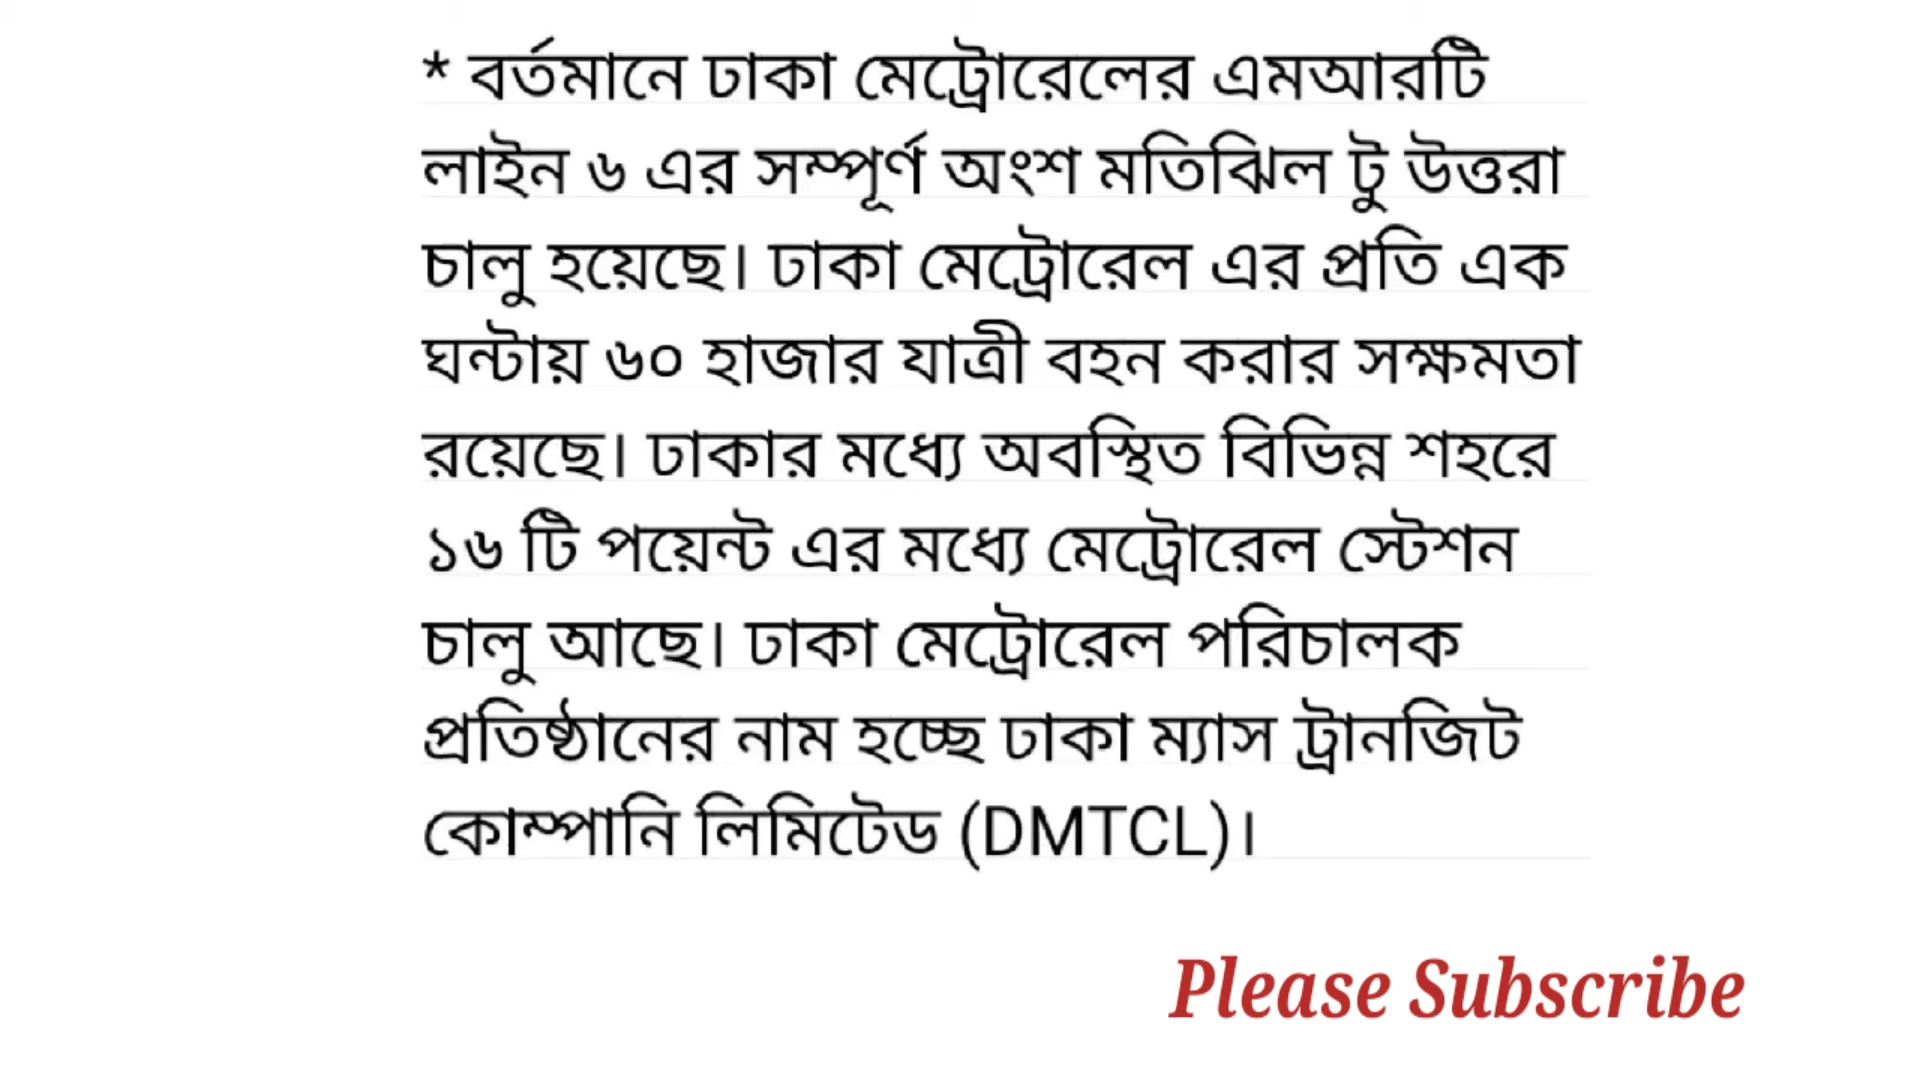 * বর্তমানে ঢাকা মেট্রোরেলের এমআরটি
লাইন ৬ এর সম্পূর্ণ অংশ মতিঝিল টু উত্তরা
চালু হয়েছে। ঢাকা মেট্রোরেল এর প্রতি এক
ঘন্টায় ৬০ হাজার যাত্রী বহন করার সক্ষমতা
রয়েছে। ঢাকার মধ্যে অবস্থিত বিভিন্ন শহরে
১৬ টি পয়েন্ট এর মধ্যে মেট্রোরেল স্টেশন
চালু আছে। ঢাকা মেট্রোরেল পরিচালক
প্রতিষ্ঠানের নাম হচ্ছে ঢাকা ম্যাস ট্রানজিট
কোম্পানি লিমিটেড (DMTCL)।
Please Subscribe